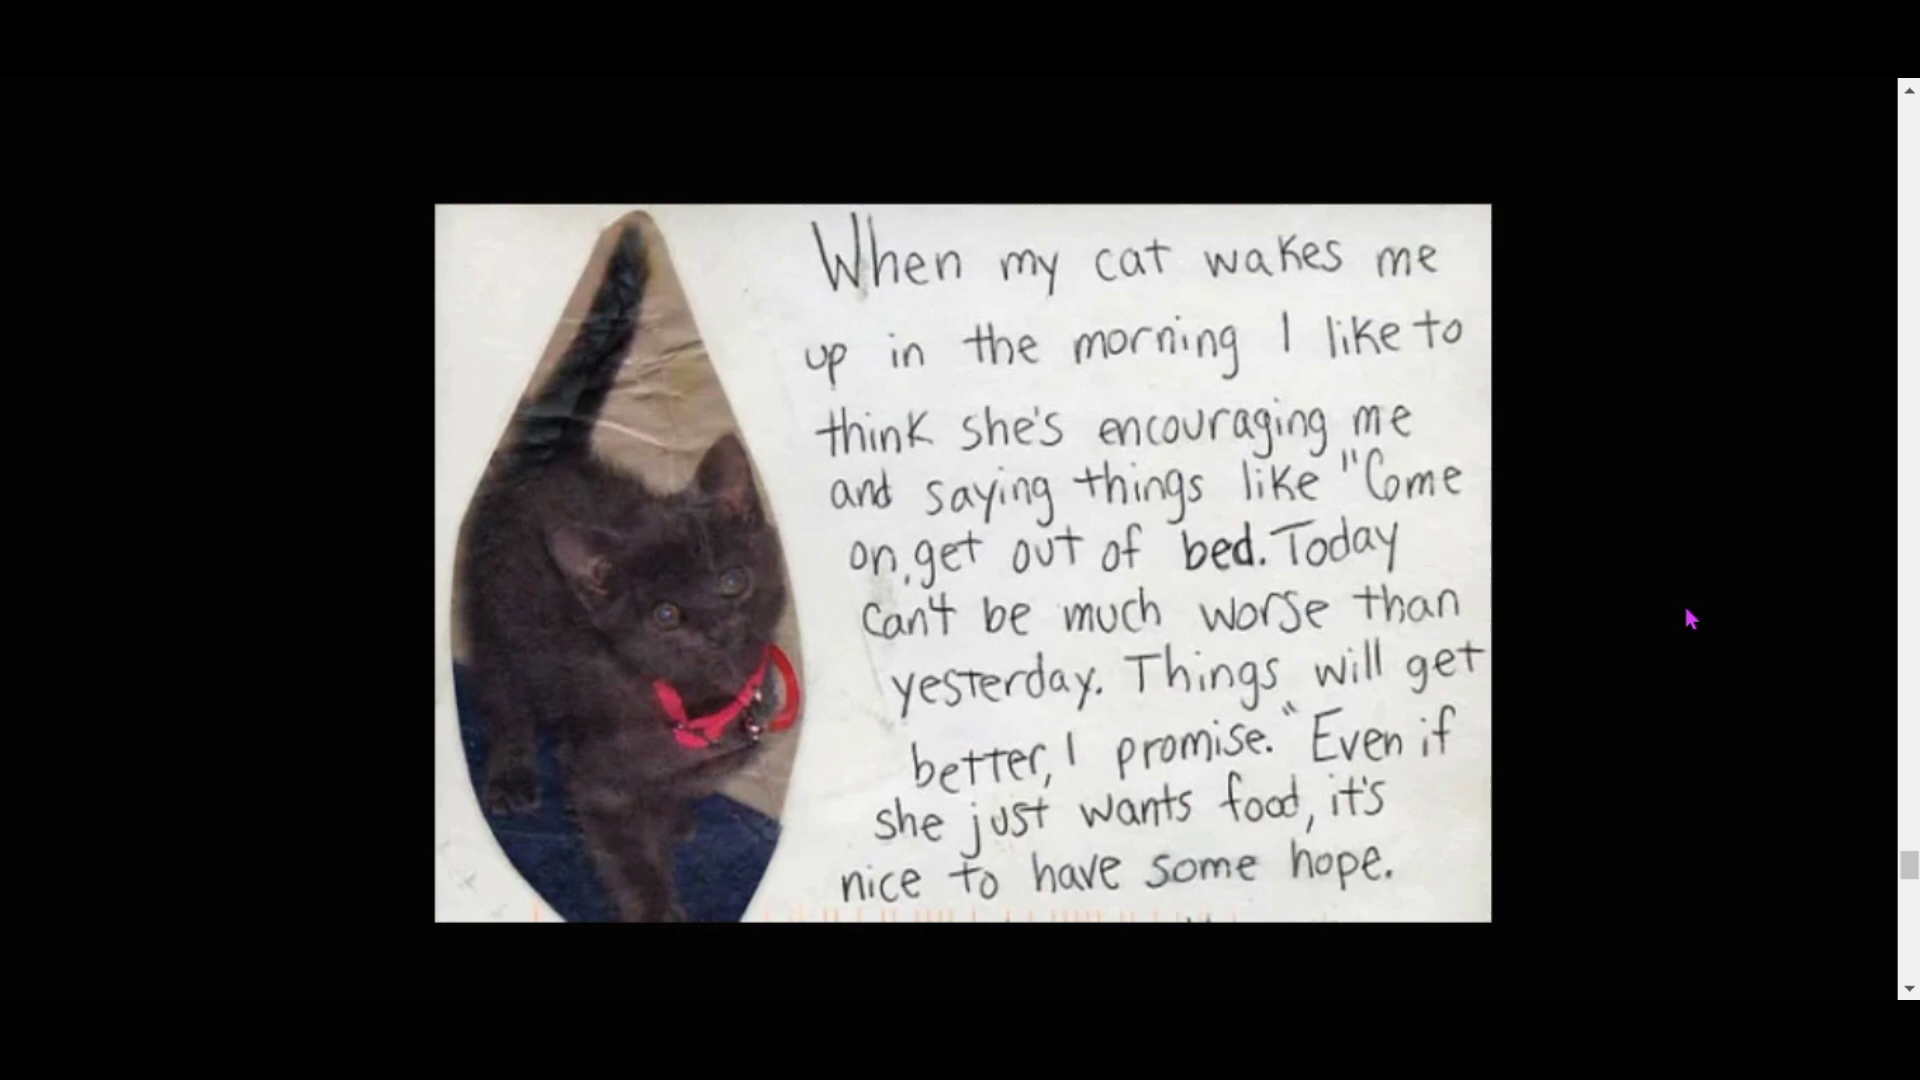 When my cat wakes me
up in the morning I like to
think she's encouraging me
and saying things like "Come
on, get out of bed. Today
can't be much worse than
yesterday. Things will get
better, I promise." Even if
she just wants food, it's
nice to have some hope.